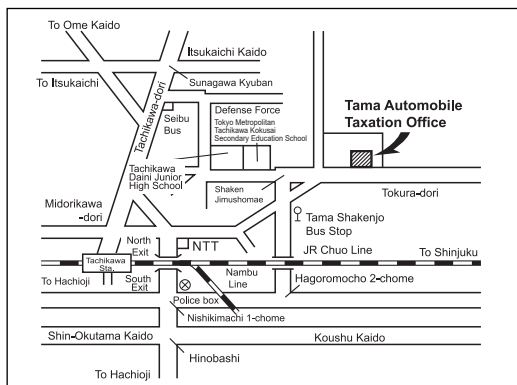 To Ome Kaido
Itsukaichi Kaido
To Itsukaichi
Sunagawa Kyuban
Tachikawa-dori
Seibu
Bus
Defense Force
Tokyo Metropolitan
Tachikawa Kokusai
Secondary Education School
Tama Automobile
Taxation Office
Tachikawa
Daini Junior
High School
Shaken
Jimushomae
Tokura-dori
Midorikawa
-dori
Tama Shakenjo
Bus Stop
North
Exit
NTT
JR Chuo Line
To Shinjuku
Tachikawa
Sta.
To Hachioji
South
Exit
Nambu
Line
Hagoromocho 2-chome
Police box
Nishikimachi 1-chome
Shin-Okutama Kaido
Koushu Kaido
Hinobashi
To Hachioji